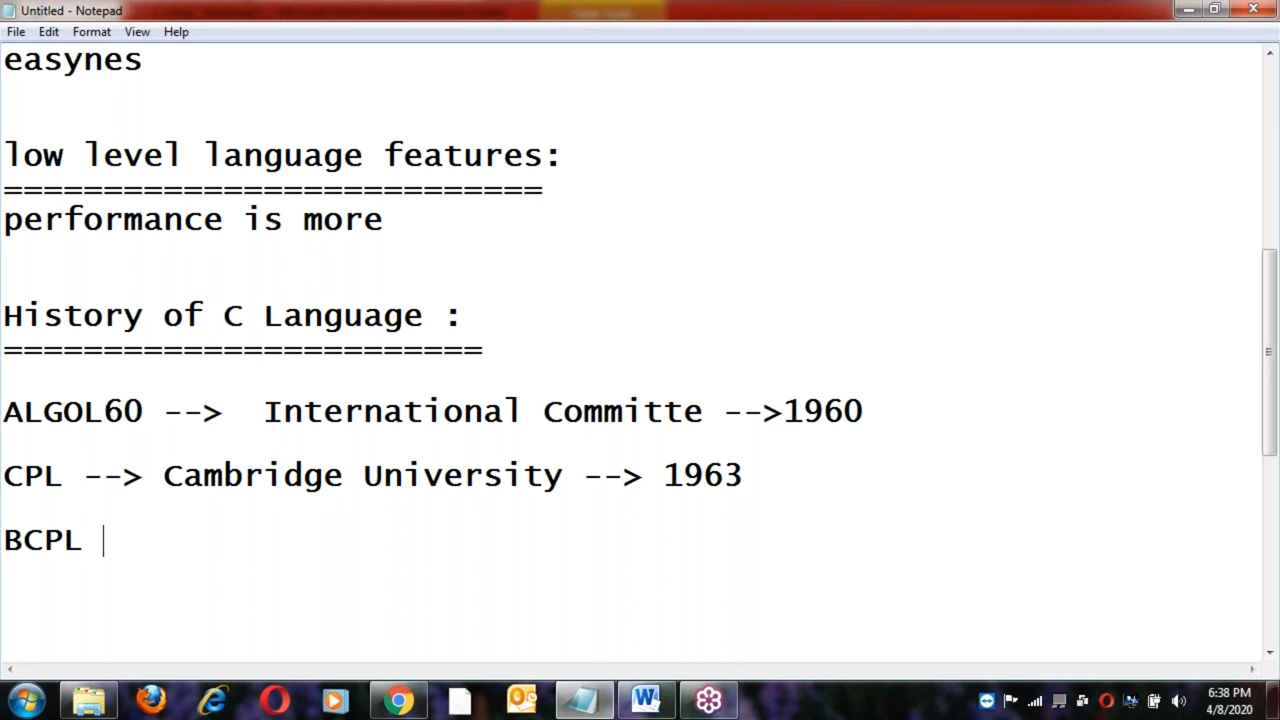 Untitled - Notepad
File Edit Format View Help
easynes
low level language features:
===========================
performance is more
History of C Language :
========================
ALGOL60 -->  International Committe -->1960
CPL --> Cambridge University --> 1963
BCPL
6:38 PM
4/8/2020